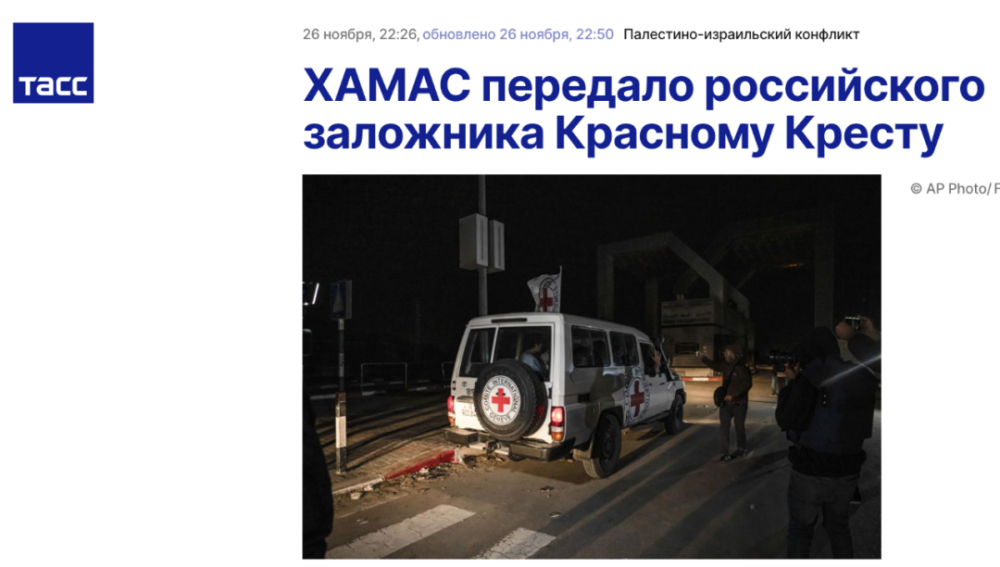 тасс
26 ноября, 22:26, обновлено 26 ноября, 22:50 Палестино-израильский конфликт
ХАМАС передало российского
заложника Красному Кресту
© AP Photo/
COMITE INTERNATIONAL
GENEVE